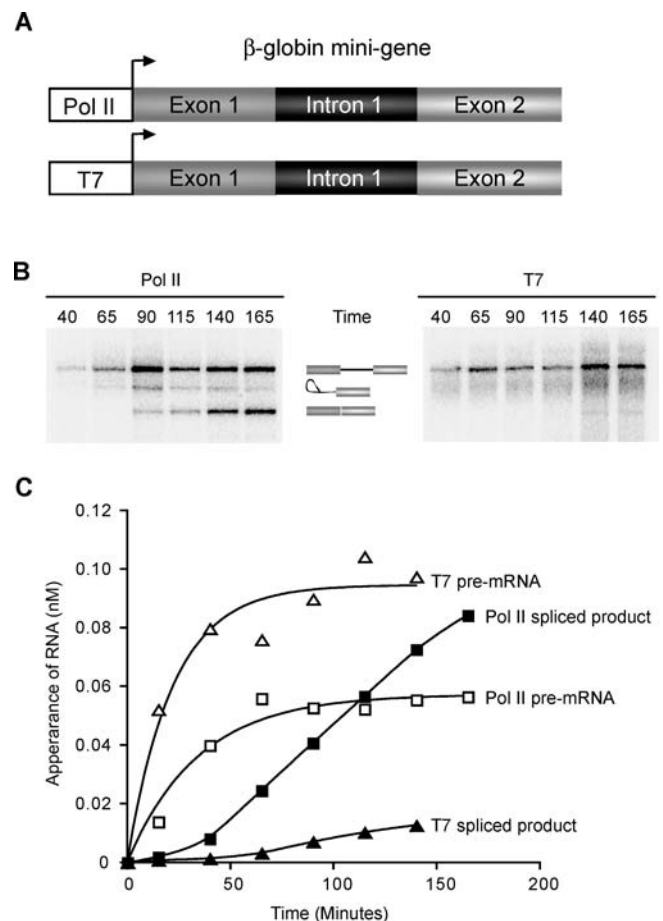 A
β-globin mini-gene
Pol II Exon 1 Intron 1 Exon 2
T7 Exon 1 Intron 1 Exon 2
B
Pol II Time T7
40 65 90 115 140 165
40 65 90 115 140 165
C
Apperarance of RNA (nM)
0.12
0.10
0.08
0.06
0.04
0.02
0
T7 pre-mRNA
Pol II spliced product
Pol II pre-mRNA
T7 spliced product
0 50 100 150 200
Time (Minutes)